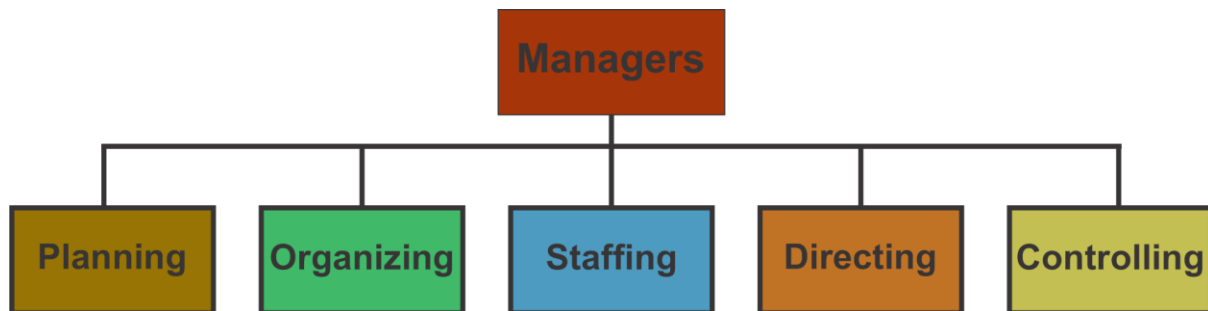 Managers
Planning
Organizing
Staffing
Directing
Controlling